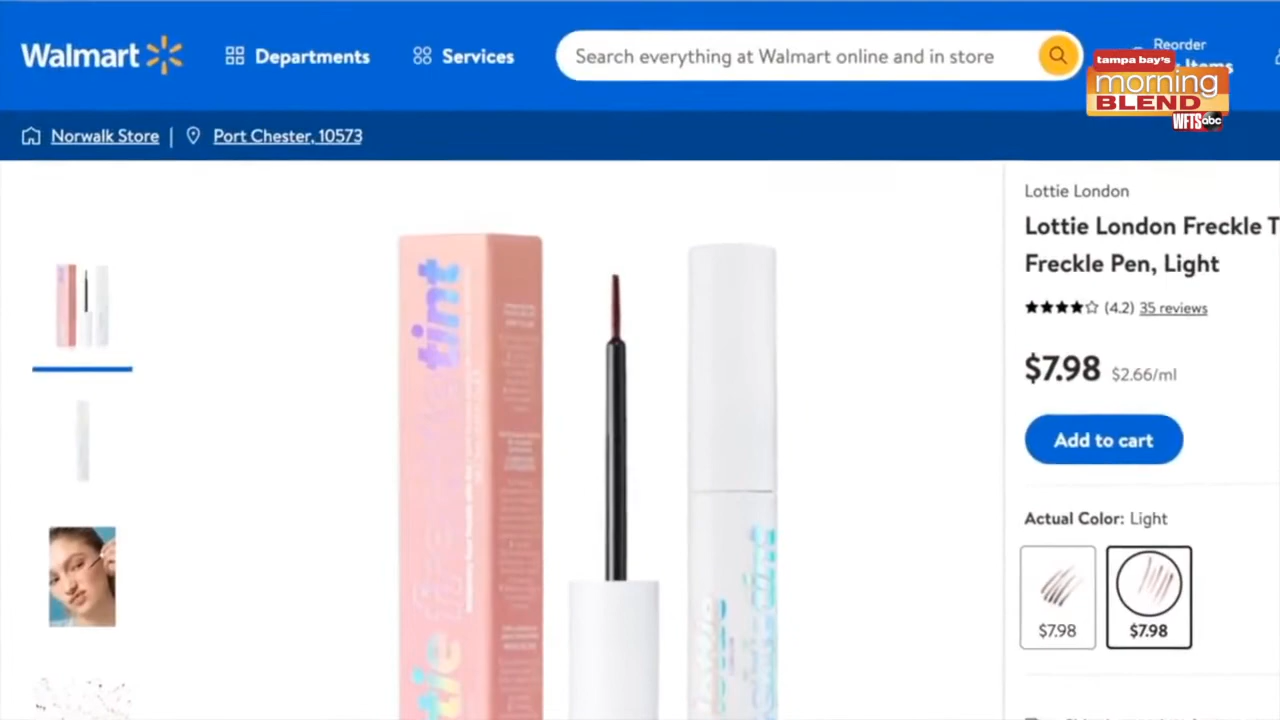 Walmart
Departments
Services
Search everything at Walmart online and in store
Reorder
Items
tampa bay's
morning
BLEND
WFTS abc
Norwalk Store | Port Chester, 10573
Lottie London
Lottie London Freckle T
Freckle Pen, Light
(4.2) 35 reviews
$7.98 $2.66/ml
Add to cart
Actual Color: Light
$7.98
$7.98
tint